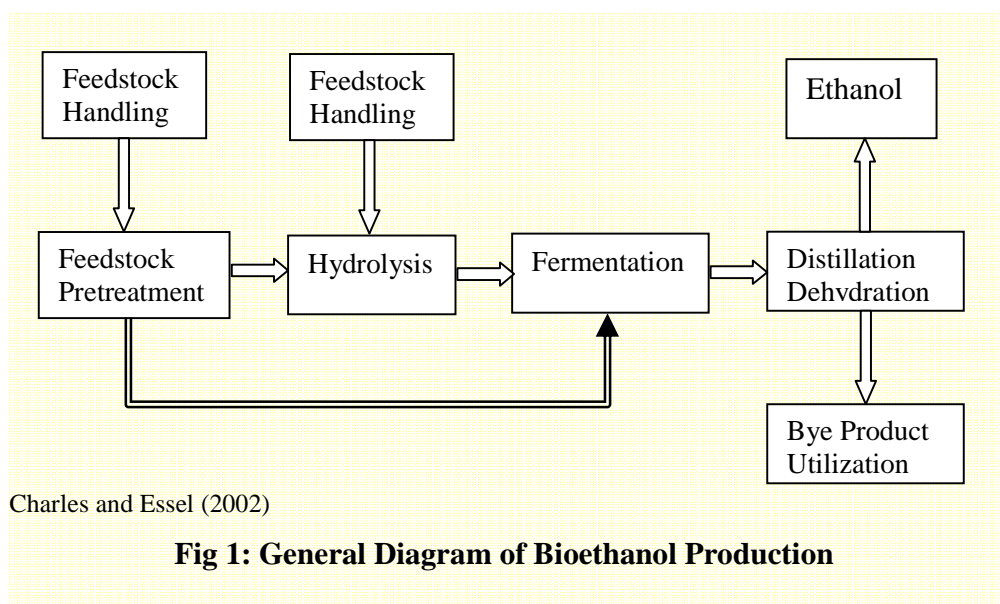 Feedstock
Handling
Feedstock
Handling
Ethanol
Feedstock
Pretreatment
Hydrolysis
Fermentation
Distillation
Dehvdration
Bye Product
Utilization
Charles and Essel (2002)
Fig 1: General Diagram of Bioethanol Production